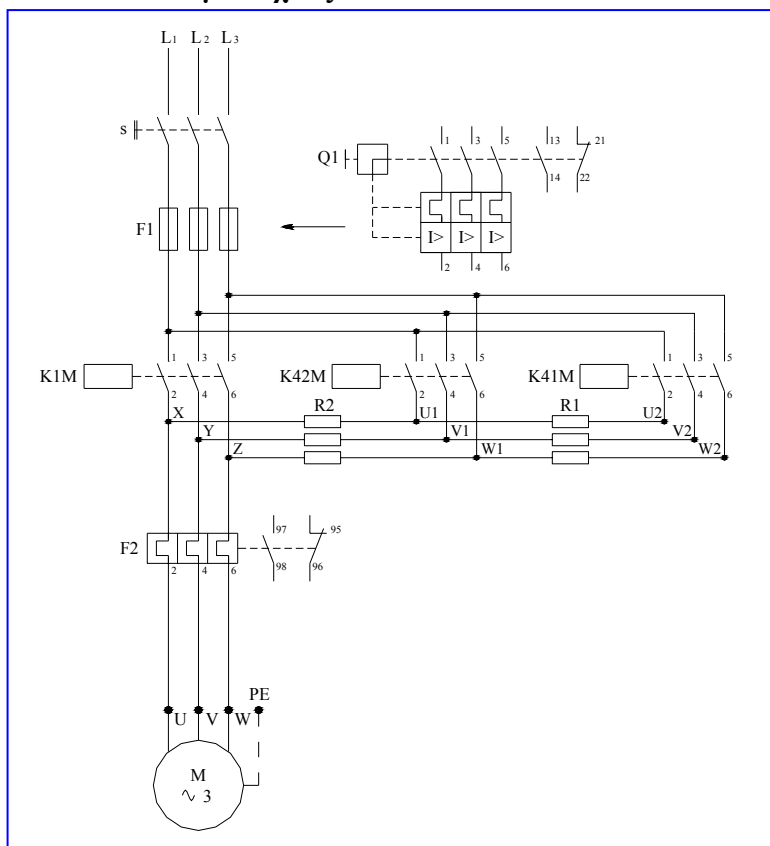 L1 L2 L3
s
Q1 1 3 5 13 21
14 22
F1
I> I> I>
2 4 6
1 3 5 1 3 5 1 3 5
K1M K42M K41M
2 4 6 2 4 6 2 4 6
R2 R1
X U1 U2
Y V1 V2
Z W1 W2
97 95
F2
2 4 6 98 96
PE
U V W
M
∿ 3